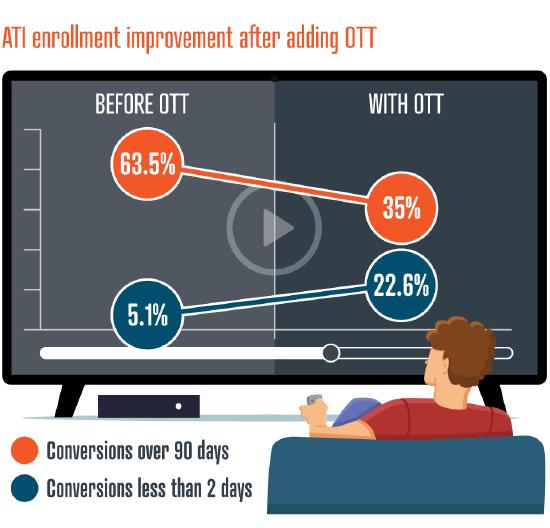 ATI enrollment improvement after adding OTT
BEFORE OTT
WITH OTT
63.5%
35%
22.6%
5.1%
Conversions over 90 days
Conversions less than 2 days